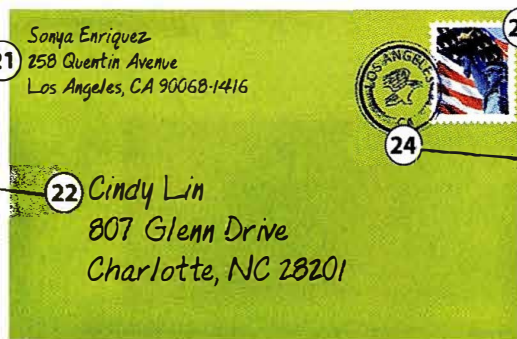 Sonya Enriquez
258 Quentin Avenue
Los Angeles, CA 90068-1416
LOS ANGELES
CA
24
22
Cindy Lin
807 Glenn Drive
Charlotte, NC 28201